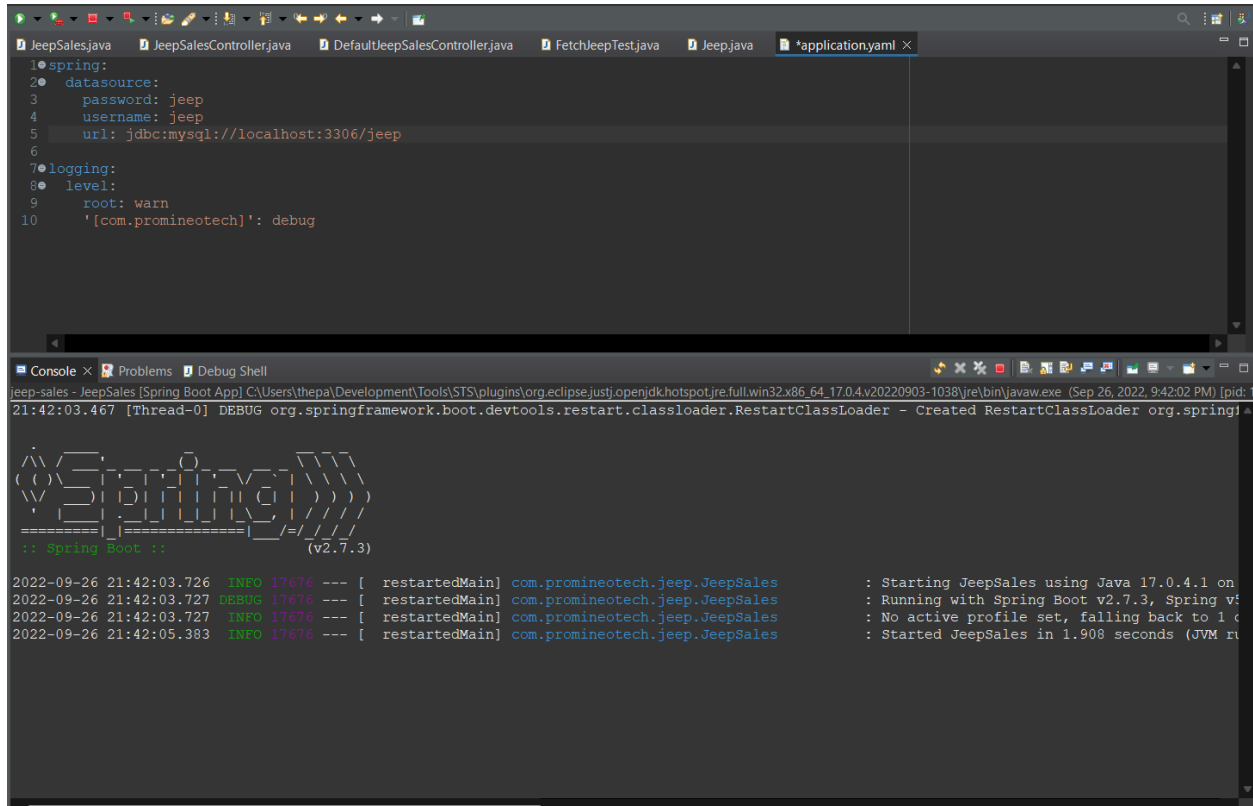 JeepSales.java JeepSalesController.java DefaultJeepSalesController.java FetchJeepTest.java Jeep.java *application.yaml
1 spring:
2 datasource:
3 password: jeep
4 username: jeep
5 url: jdbc:mysql://localhost:3306/jeep
6
7 logging:
8 level:
9 root: warn
10 '[com.promineotech]': debug
Console Problems Debug Shell
jeep-sales - JeepSales [Spring Boot App] C:\Users\thepa\Development\Tools\STS\plugins\org.eclipse.justj.openjdk.hotspot.jre.full.win32.x86_64_17.0.4.v20220903-1038\jre\bin\javaw.exe (Sep 26, 2022, 9:42:02 PM) [pid: 1
21:42:03.467 [Thread-0] DEBUG org.springframework.boot.devtools.restart.classloader.RestartClassLoader - Created RestartClassLoader org.springf
Spring
:: Spring Boot :: (v2.7.3)
2022-09-26 21:42:03.726 INFO 17676 --- [ restartedMain] com.promineotech.jeep.JeepSales : Starting JeepSales using Java 17.0.4.1 on
2022-09-26 21:42:03.727 DEBUG 17676 --- [ restartedMain] com.promineotech.jeep.JeepSales : Running with Spring Boot v2.7.3, Spring v5
2022-09-26 21:42:03.727 INFO 17676 --- [ restartedMain] com.promineotech.jeep.JeepSales : No active profile set, falling back to 1 d
2022-09-26 21:42:05.383 INFO 17676 --- [ restartedMain] com.promineotech.jeep.JeepSales : Started JeepSales in 1.908 seconds (JVM ru